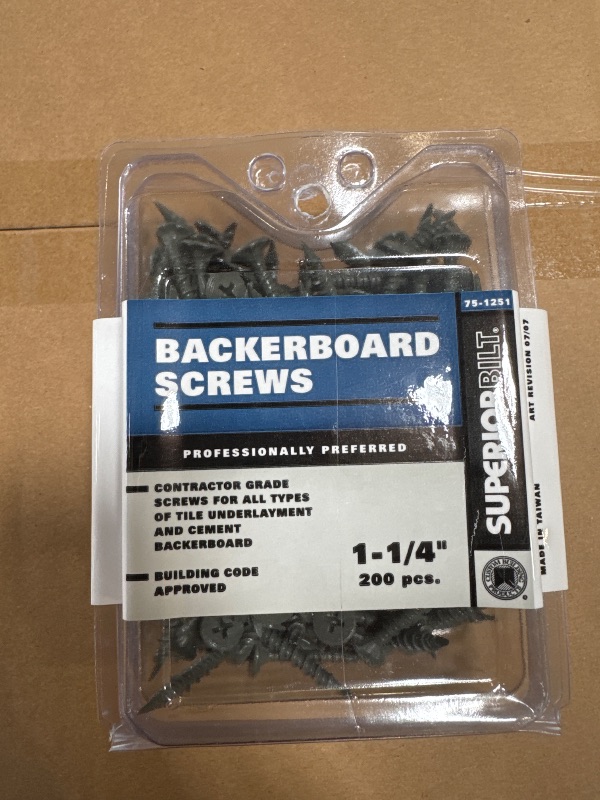 75-1251
BACKERBOARD
SCREWS
PROFESSIONALLY PREFERRED
CONTRACTOR GRADE
SCREWS FOR ALL TYPES
OF TILE UNDERLAYMENT
AND CEMENT
BACKERBOARD
BUILDING CODE
APPROVED
1-1/4"
200 pcs.
SUPERIORBILT®
ART REVISION 07/07
MADE IN TAIWAN